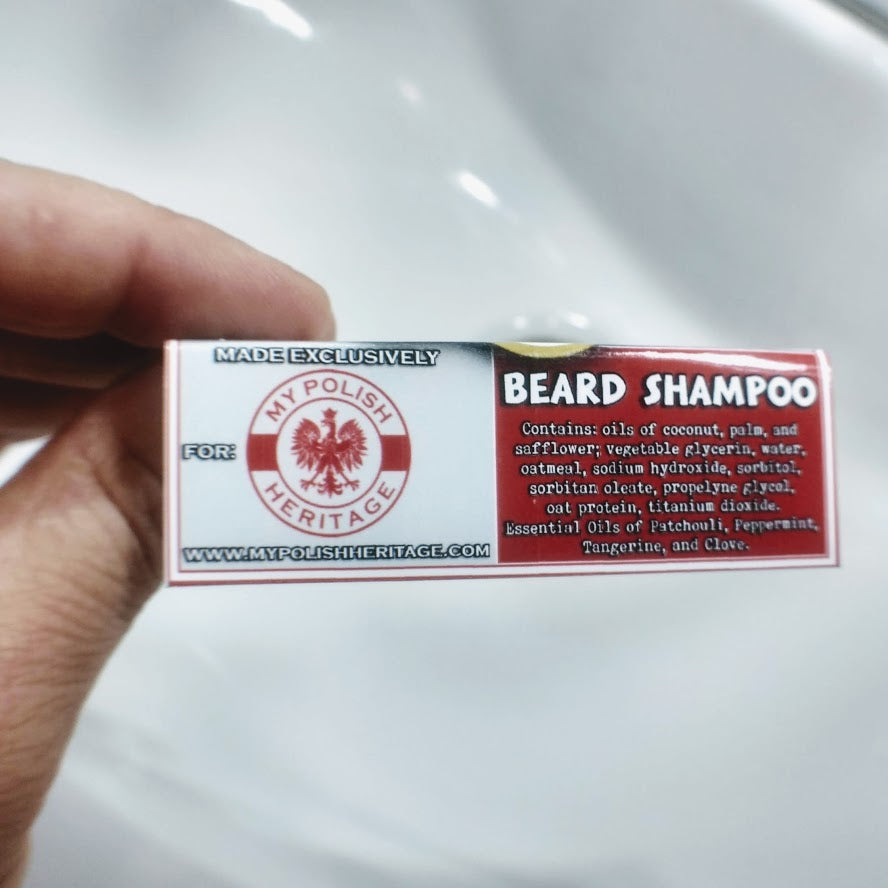 MADE EXCLUSIVELY
FOR:
MY POLISH
HERITAGE
WWW.MYPOLISHHERITAGE.COM
BEARD SHAMPOO
Contains: oils of coconut, palm, and
safflower; vegetable glycerin, water,
oatmeal, sodium hydroxide, sorbitol,
sorbitan oleate, propelyne glycol,
oat protein, titanium dioxide.
Essential Oils of Patchouli, Peppermint,
Tangerine, and Clove.